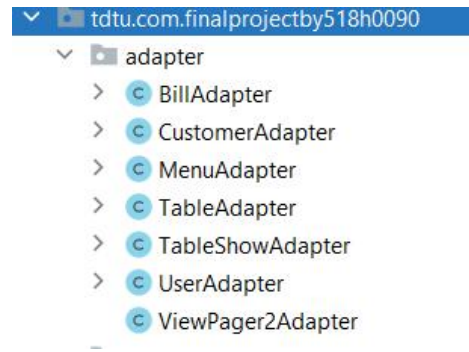 tdtu.com.finalprojectby518h0090
adapter
C BillAdapter
C CustomerAdapter
C MenuAdapter
C TableAdapter
C TableShowAdapter
C UserAdapter
C ViewPager2Adapter